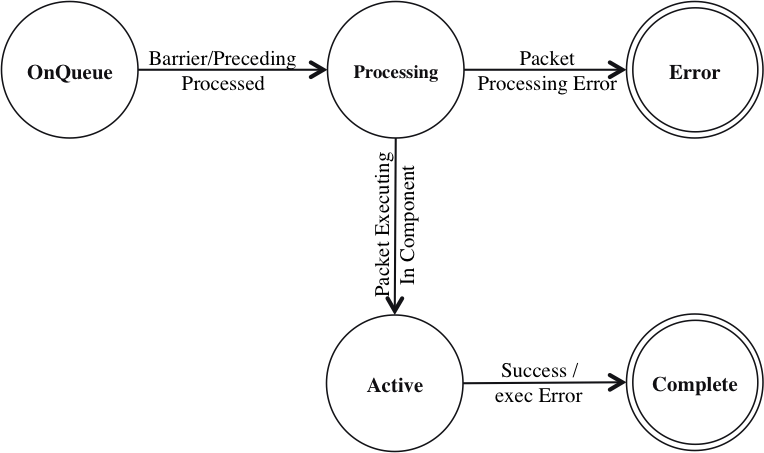 OnQueue
Barrier/Preceding
Processed
Processing
Packet
Processing Error
Error
Packet Executing
In Component
Active
Success /
exec Error
Complete